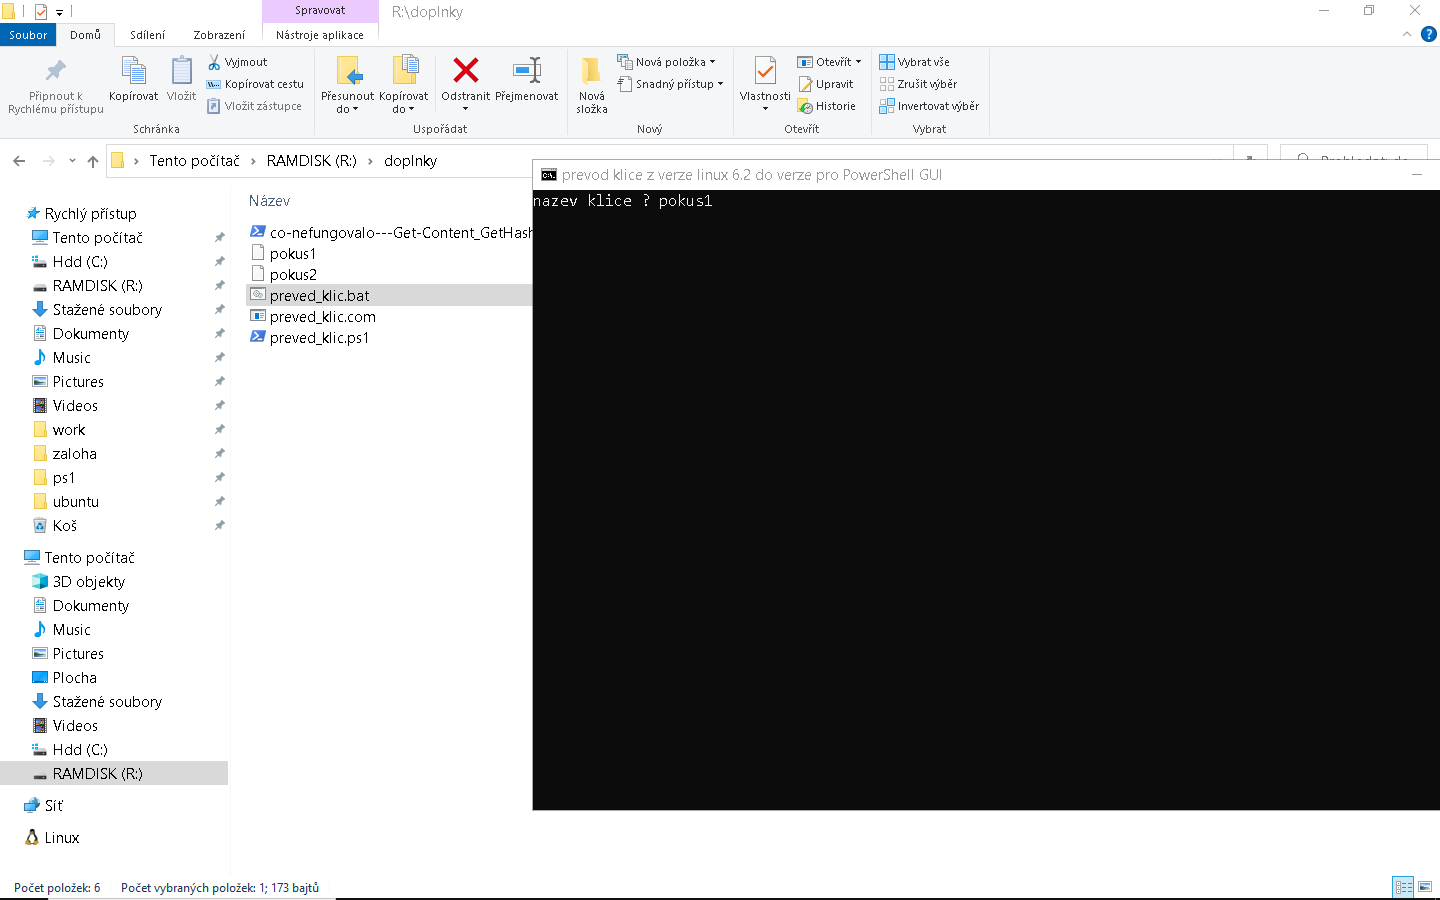 Spravovat
R:\doplnky
Soubor
Domů
Sdílení
Zobrazení
Nástroje aplikace
Připnout k
Rychlému přístupu
Kopírovat
Vložit
Vyjmout
Kopírovat cestu
Vložit zástupce
Schránka
Přesunout
do
Kopírovat
do
Odstranit
Přejmenovat
Uspořádat
Nová
složka
Nová položka
Snadný přístup
Nový
Vlastnosti
Otevřít
Upravit
Historie
Otevřít
Vybrat vše
Zrušit výběr
Invertovat výběr
Vybrat
Tento počítač
RAMDISK (R:)
doplnky
prevod klice z verze linux 6.2 do verze pro PowerShell GUI
nazev klice ? pokus1
Název
co-nefungovalo---Get-Content_GetHash
pokus1
pokus2
preved_klic.bat
preved_klic.com
preved_klic.ps1
Rychlý přístup
Tento počítač
Hdd (C:)
RAMDISK (R:)
Stažené soubory
Dokumenty
Music
Pictures
Videos
work
zaloha
ps1
ubuntu
Koš
Tento počítač
3D objekty
Dokumenty
Music
Pictures
Plocha
Stažené soubory
Videos
Hdd (C:)
RAMDISK (R:)
Síť
Linux
Počet položek: 6
Počet vybraných položek: 1; 173 bajtů